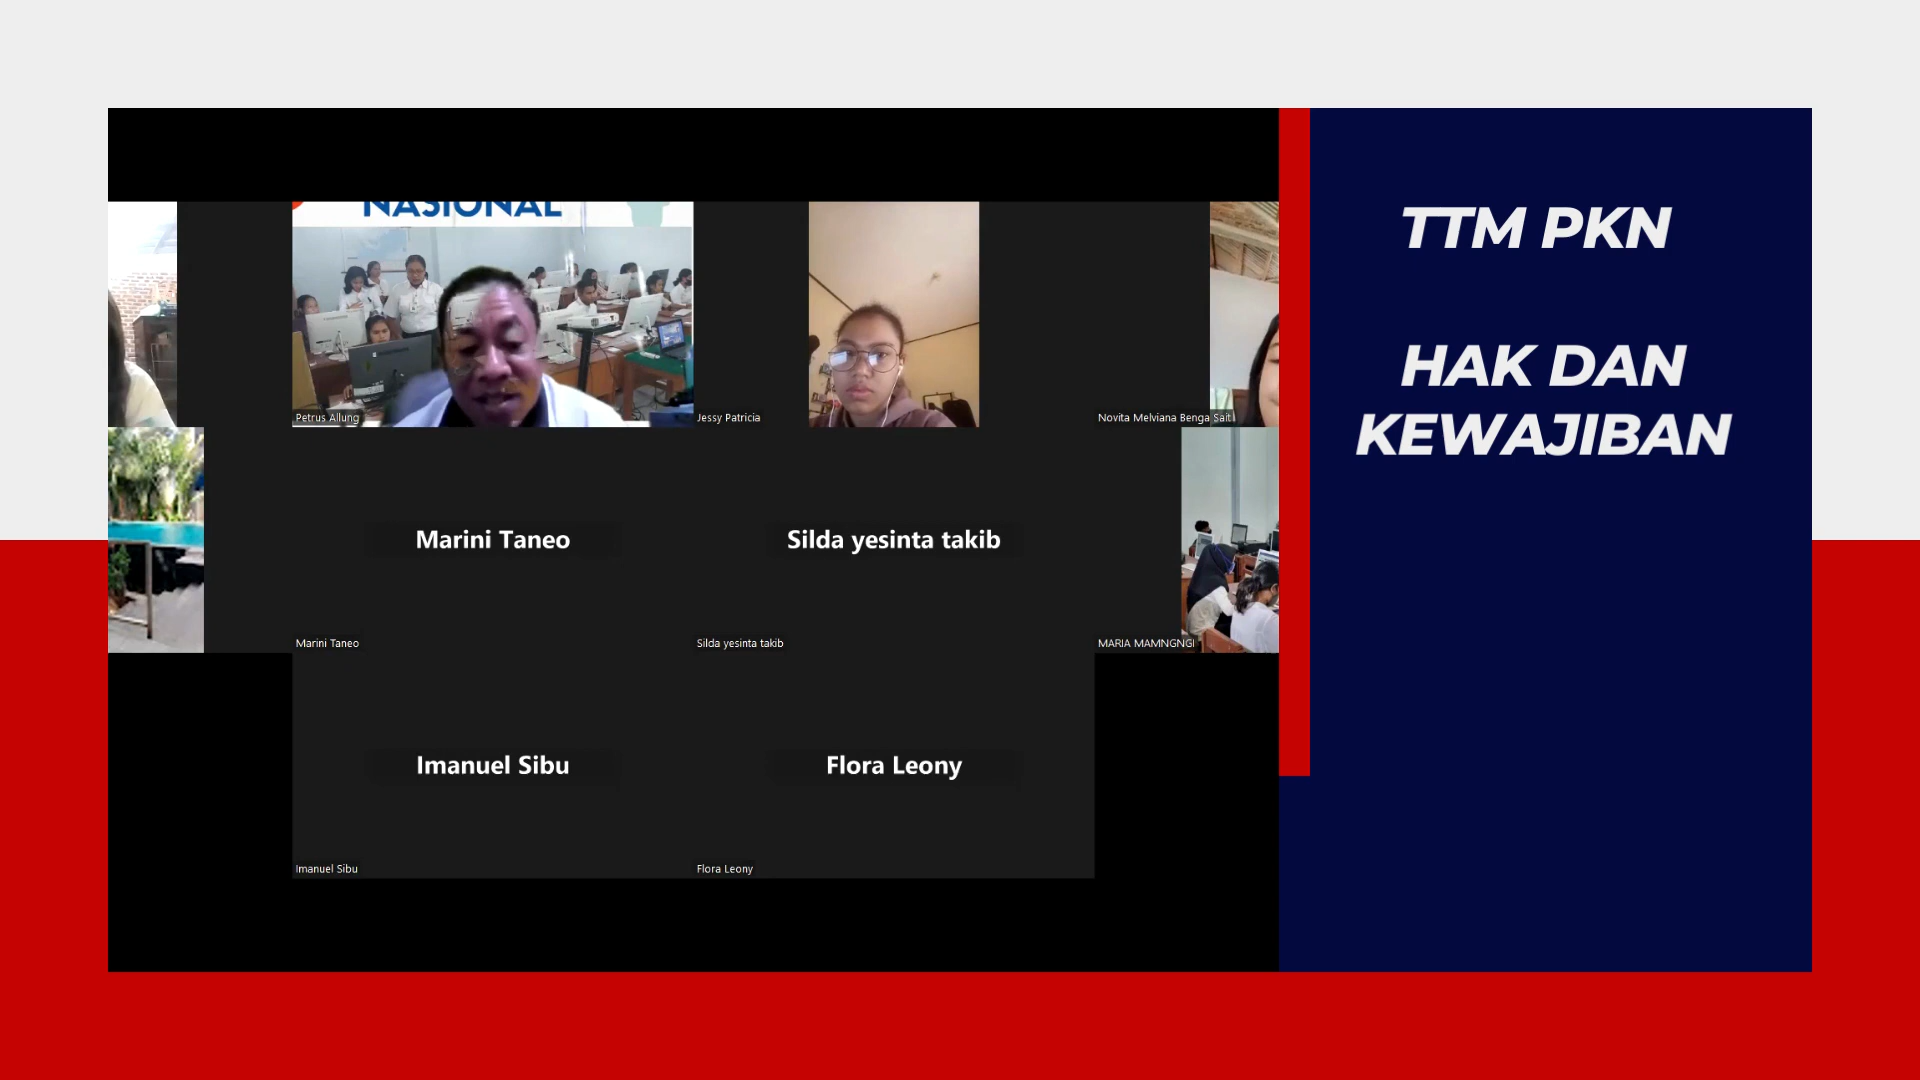 NASIONAL
Petrus Allung
Jessy Patricia
Novita Melviana Benga Sait
Marini Taneo
Silda yesinta takib
Marini Taneo
Silda yesinta takib
MARIA MAMNGNGI
Imanuel Sibu
Flora Leony
Imanuel Sibu
Flora Leony
TTM PKN
HAK DAN
KEWAJIBAN